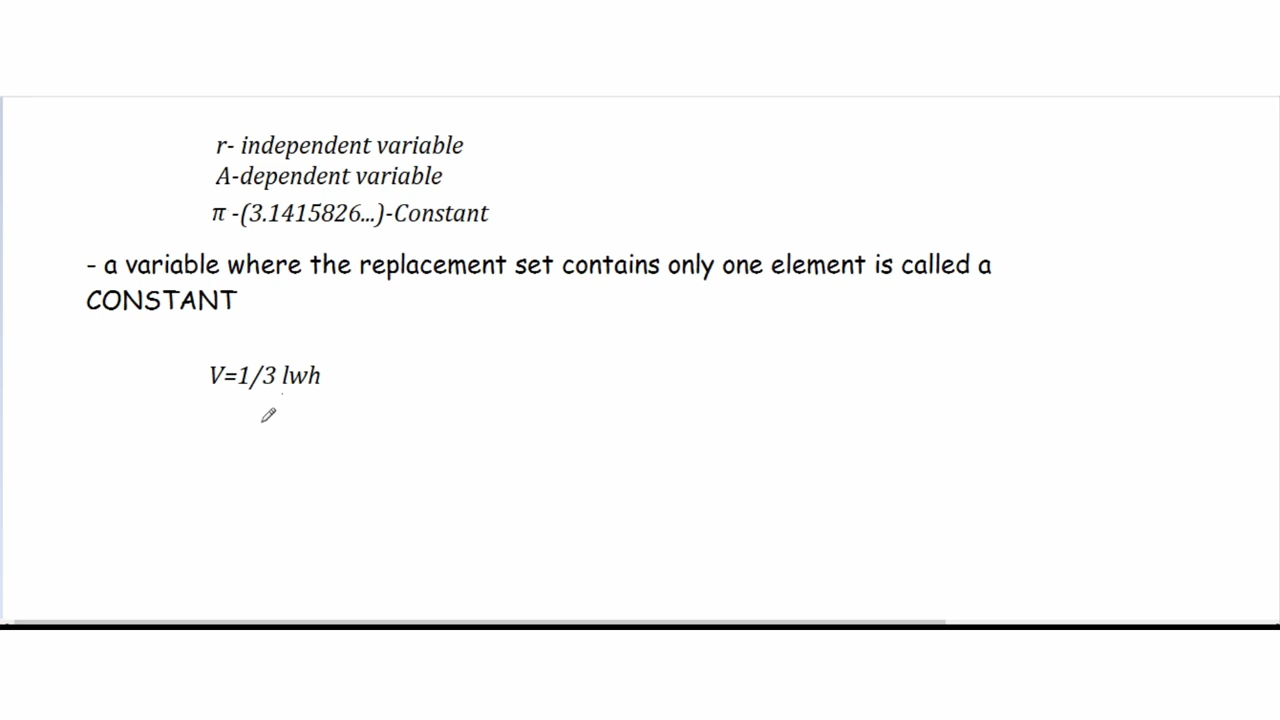 r- independent variable
A-dependent variable
π -(3.1415826...)-Constant
- a variable where the replacement set contains only one element is called a
CONSTANT
V=1/3 lwh